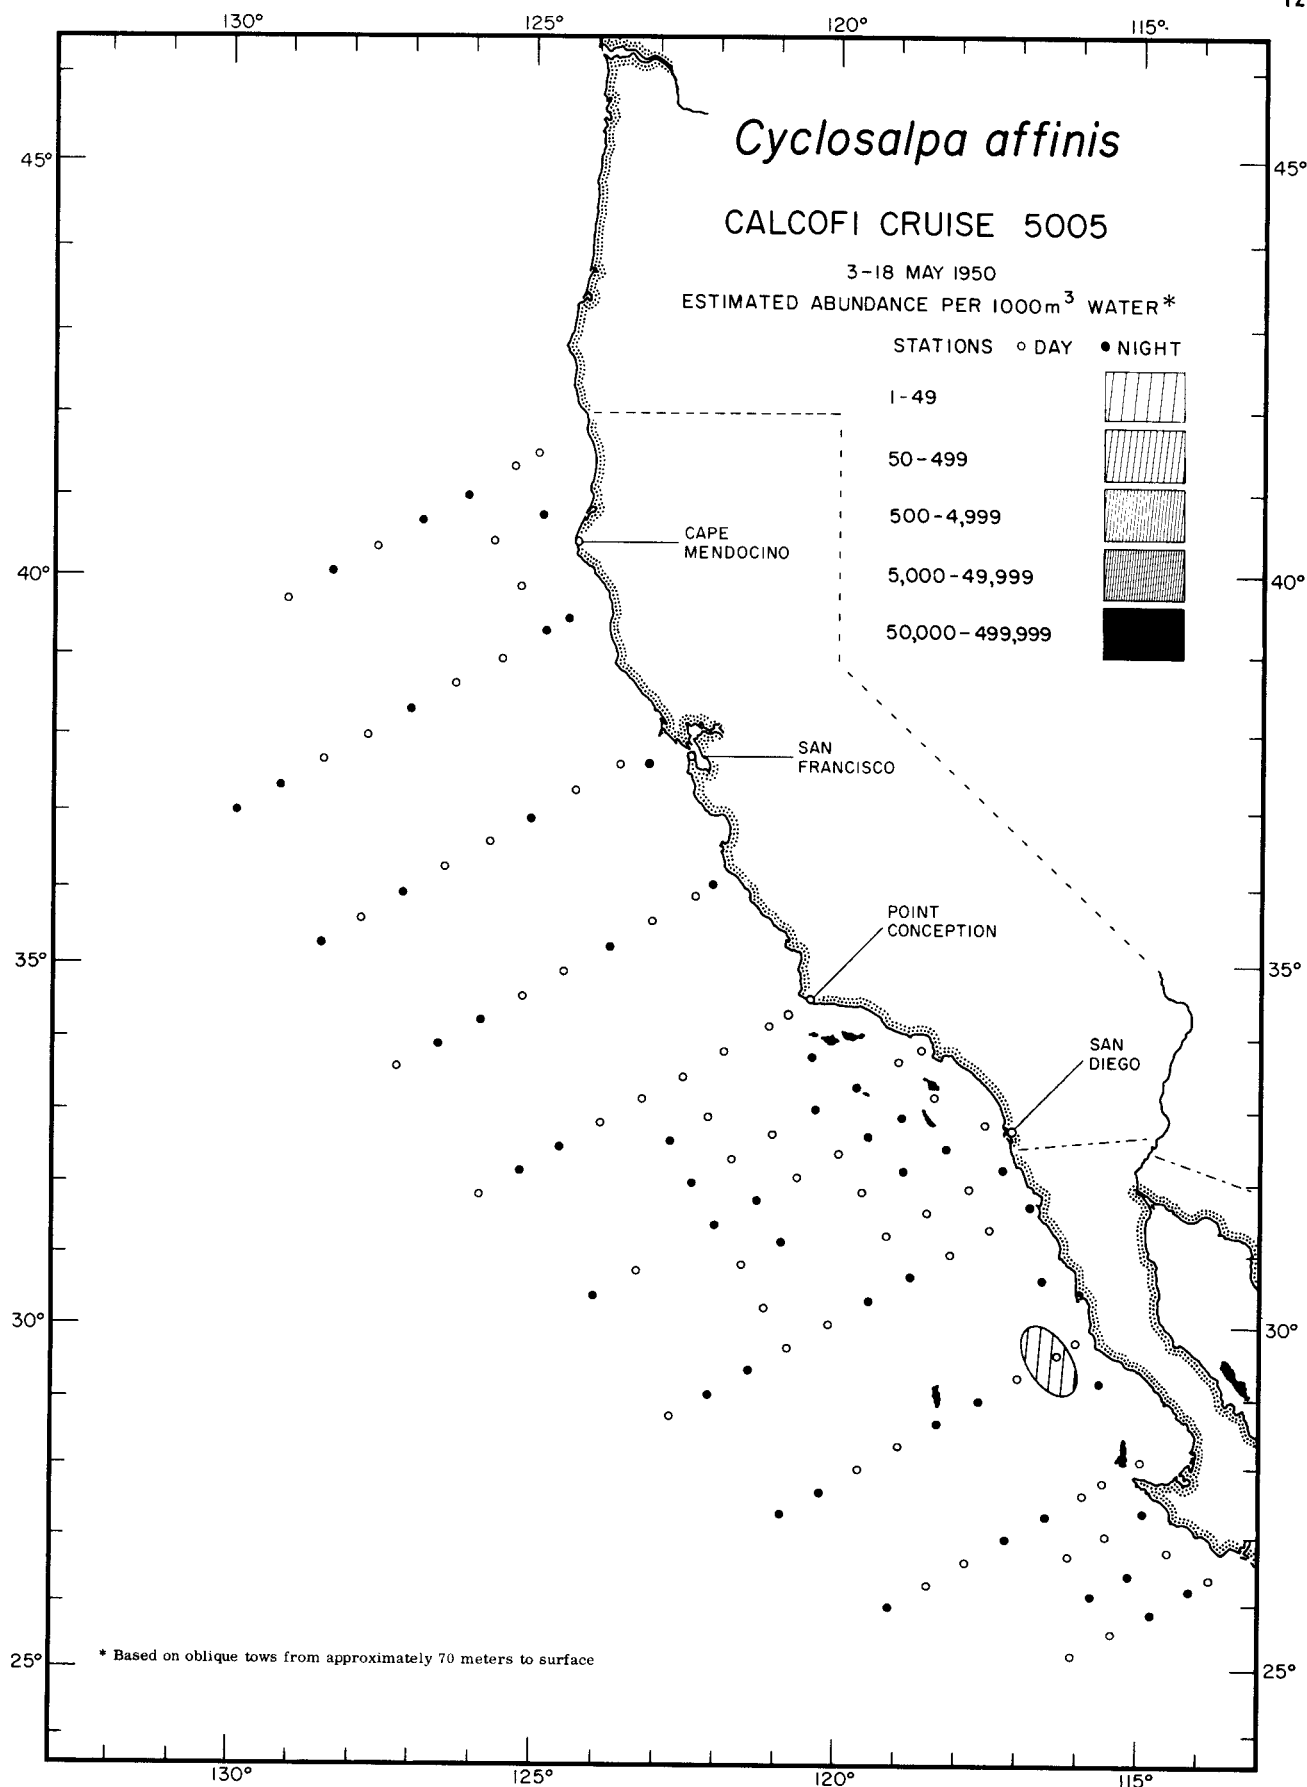 130°
125°
120°
115°
Cyclosalpa affinis
CALCOFI CRUISE 5005
3-18 MAY 1950
ESTIMATED ABUNDANCE PER 1000m³ WATER*
STATIONS ○ DAY ● NIGHT
1-49
50-499
500-4,999
5,000-49,999
50,000-499,999
45°
45°
CAPE
MENDOCINO
40°
40°
SAN
FRANCISCO
POINT
CONCEPTION
35°
35°
SAN
DIEGO
30°
30°
* Based on oblique tows from approximately 70 meters to surface
25°
25°
130°
125°
120°
115°